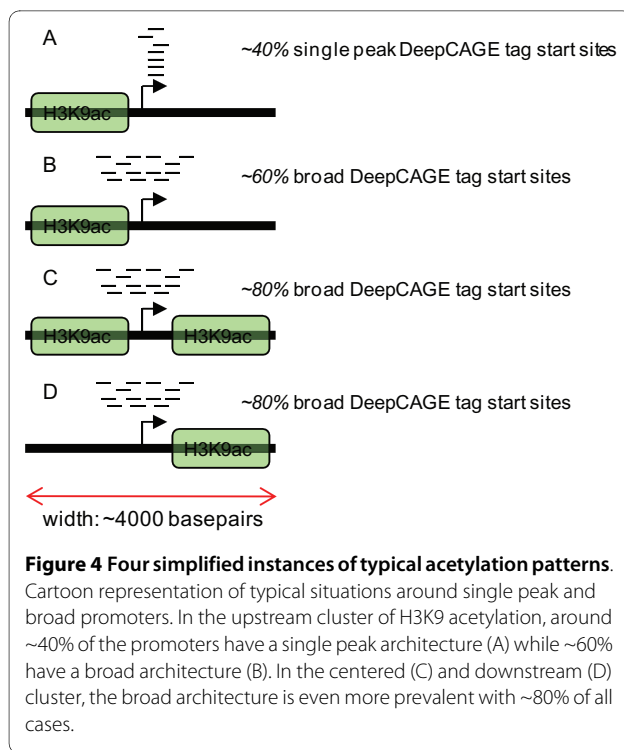 A
~40% single peak DeepCAGE tag start sites
H3K9ac
B
~60% broad DeepCAGE tag start sites
H3K9ac
C
~80% broad DeepCAGE tag start sites
H3K9ac H3K9ac
D
~80% broad DeepCAGE tag start sites
H3K9ac
width: ~4000 basepairs
Figure 4 Four simplified instances of typical acetylation patterns.
Cartoon representation of typical situations around single peak and
broad promoters. In the upstream cluster of H3K9 acetylation, around
~40% of the promoters have a single peak architecture (A) while ~60%
have a broad architecture (B). In the centered (C) and downstream (D)
cluster, the broad architecture is even more prevalent with ~80% of all
cases.